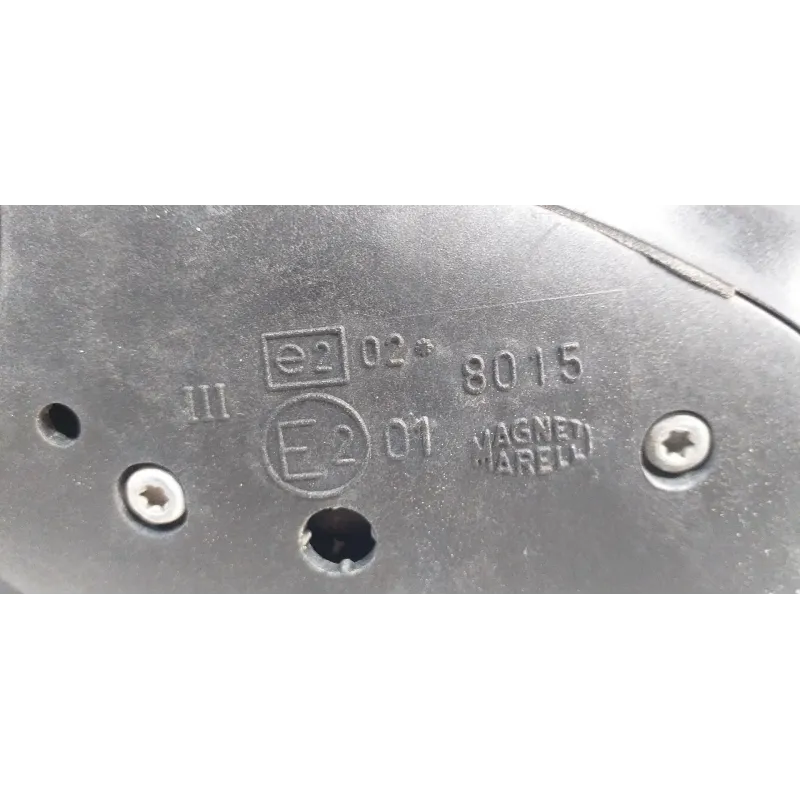 III
e2 02* 8015
E2 01
MAGNETI
MARELLI